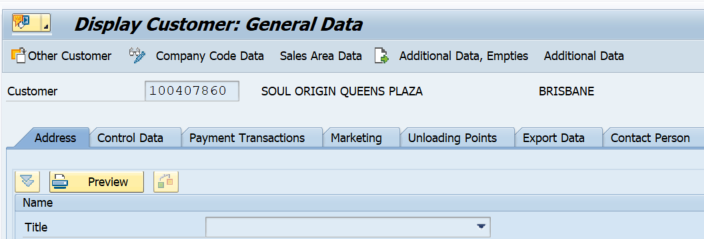 Display Customer: General Data
Other Customer Company Code Data Sales Area Data Additional Data, Empties Additional Data
Customer 100407860 SOUL ORIGIN QUEENS PLAZA BRISBANE
Address Control Data Payment Transactions Marketing Unloading Points Export Data Contact Person
Preview
Name
Title